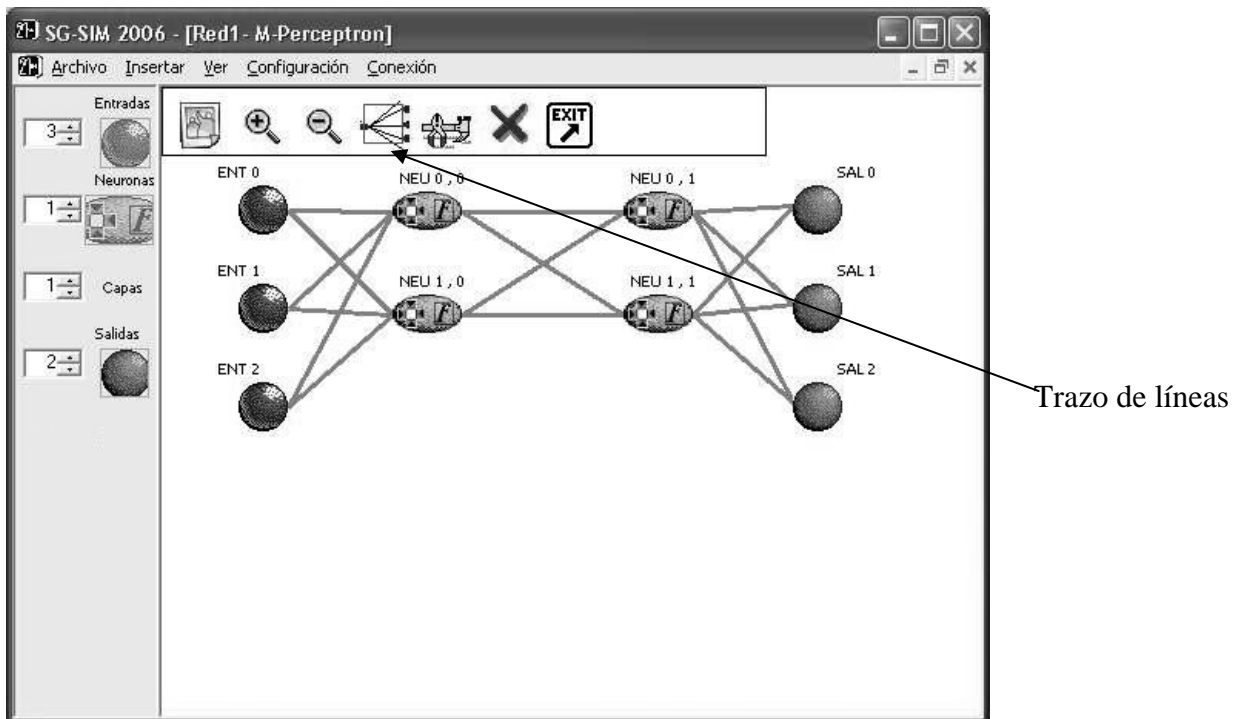 SG-SIM 2006 - [Red1- M-Perceptron]
Archivo Insertar Ver Configuración Conexión
Entradas
3
Neuronas
1
1 Capas
Salidas
2
EXIT
ENT 0 NEU 0 , 0 NEU 0 , 1 SAL 0
ENT 1 NEU 1 , 0 NEU 1 , 1 SAL 1
ENT 2 SAL 2
Trazo de líneas